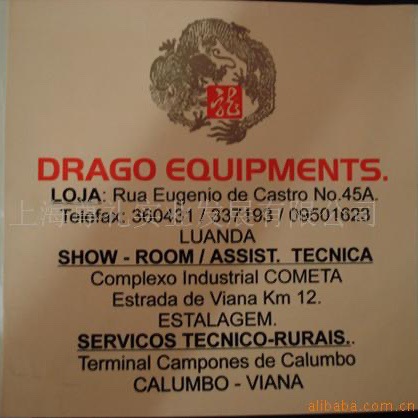 龍
DRAGO EQUIPMENTS.
LOJA: Rua Eugenio de Castro No.45A.
Telefax: 360431 / 337193 / 09501623
LUANDA
SHOW - ROOM / ASSIST. TECNICA
Complexo Industrial COMETA
Estrada de Viana Km 12.
ESTALAGEM.
SERVICOS TECNICO-RURAIS..
Terminal Campones de Calumbo
CALUMBO - VIANA
alibaba.com.cn